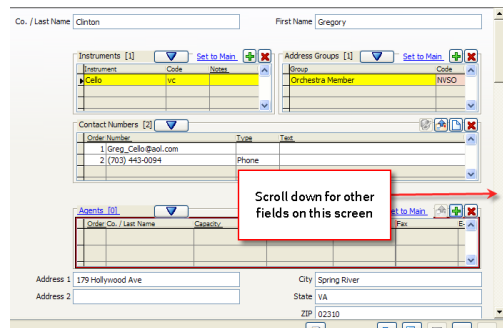 Co. / Last Name Clinton First Name Gregory
Instruments [1] Set to Main Address Groups [1] Set to Main
Instrument Code Notes Group Code
Cello vc Orchestra Member NVSO
Contact Numbers [2]
Order Number Type Text
1 Greg_Cello@aol.com
2 (703) 443-0094 Phone
Scroll down for other
fields on this screen
Agents [0] et to Main
Order Co. / Last Name Capacity Fax E-
Address 1 179 Hollywood Ave City Spring River
Address 2 State VA
ZIP 02310